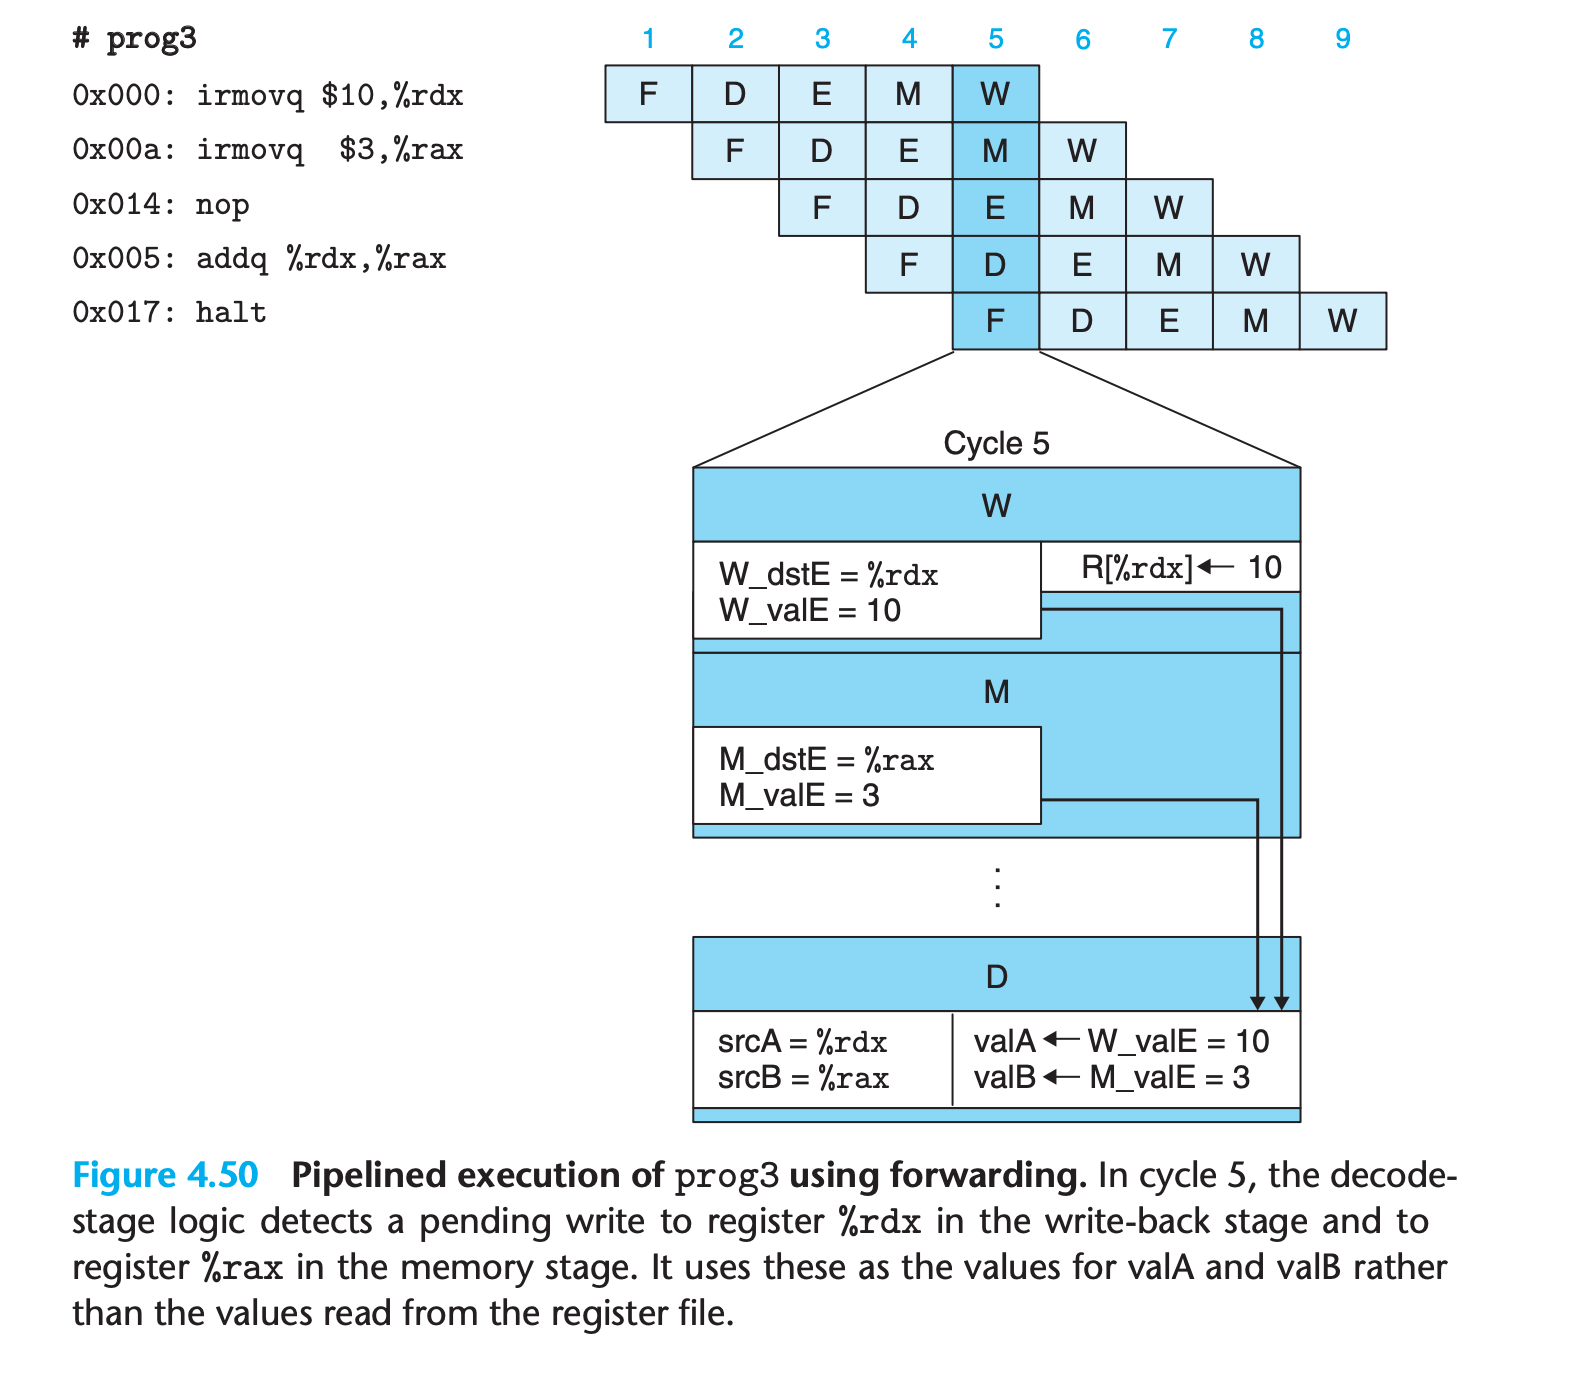 # prog3
1 2 3 4 5 6 7 8 9
0x000: irmovq $10,%rdx F D E M W
0x00a: irmovq  $3,%rax F D E M W
0x014: nop F D E M W
0x005: addq %rdx,%rax F D E M W
0x017: halt F D E M W
Cycle 5
W
W_dstE = %rdx
W_valE = 10
R[%rdx] ← 10
M
M_dstE = %rax
M_valE = 3
⋮
D
srcA = %rdx
srcB = %rax
valA ← W_valE = 10
valB ← M_valE = 3
Figure 4.50 Pipelined execution of prog3 using forwarding. In cycle 5, the decode-
stage logic detects a pending write to register %rdx in the write-back stage and to
register %rax in the memory stage. It uses these as the values for valA and valB rather
than the values read from the register file.